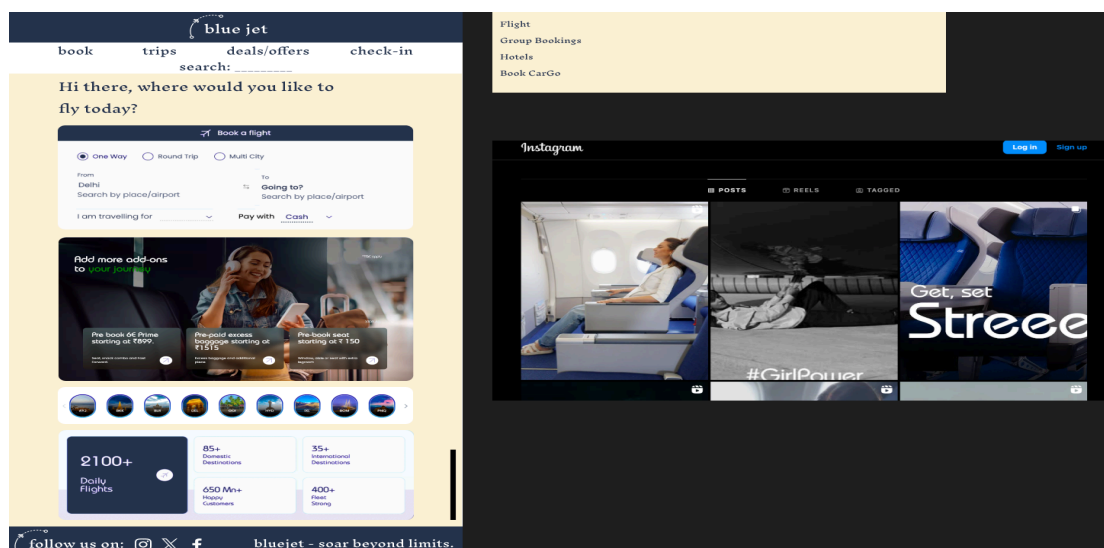 blue jet
book trips deals/offers check-in
search: _________
Hi there, where would you like to
fly today?
Book a flight
One Way Round Trip Multi City
From
Delhi
Search by place/airport
To
Going to?
Search by place/airport
I am travelling for
Pay with Cash
Add more add-ons
to your journey
Pre book 6E Prime
starting at ₹899.
Pre-paid excess
baggage starting at
₹1515
Excess baggage and additional
piece
Pre-book seat
starting at ₹ 150
2100+
Daily
Flights
85+
Domestic
Destinations
35+
International
Destinations
650 Mn+
Happy
Customers
400+
Fleet
Strong
follow us on:
bluejet - soar beyond limits.
Flight
Group Bookings
Hotels
Book CarGo
Instagram
Log in Sign up
POSTS REELS TAGGED
#GirlPower
Get, set
Streee